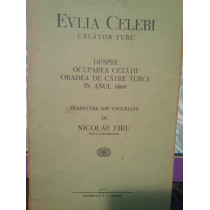 EVLIA CELEBI
CĂLĂTOR TURC
DESPRE
OCUPAREA CETĂȚII
ORADEA DE CĂTRE TURCI
ÎN ANUL 1660
TRADUCERE DIN UNGUREȘTE
DE
NICOLAE FIRU